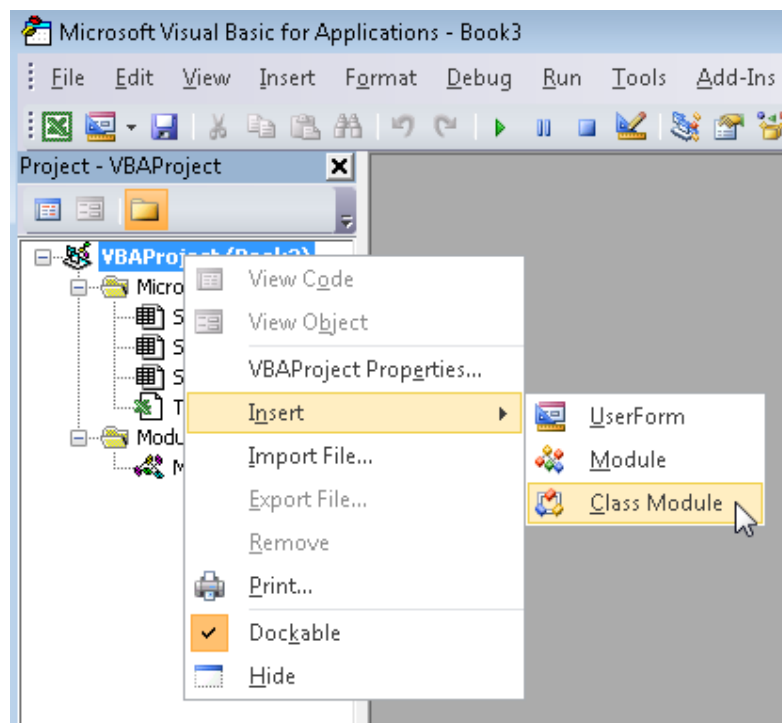 Microsoft Visual Basic for Applications - Book3
File Edit View Insert Format Debug Run Tools Add-Ins
Project - VBAProject
VBAProject (Book3)
View Code
View Object
VBAProject Properties...
Insert
UserForm
Import File...
Module
Export File...
Class Module
Remove
Print...
Dockable
Hide